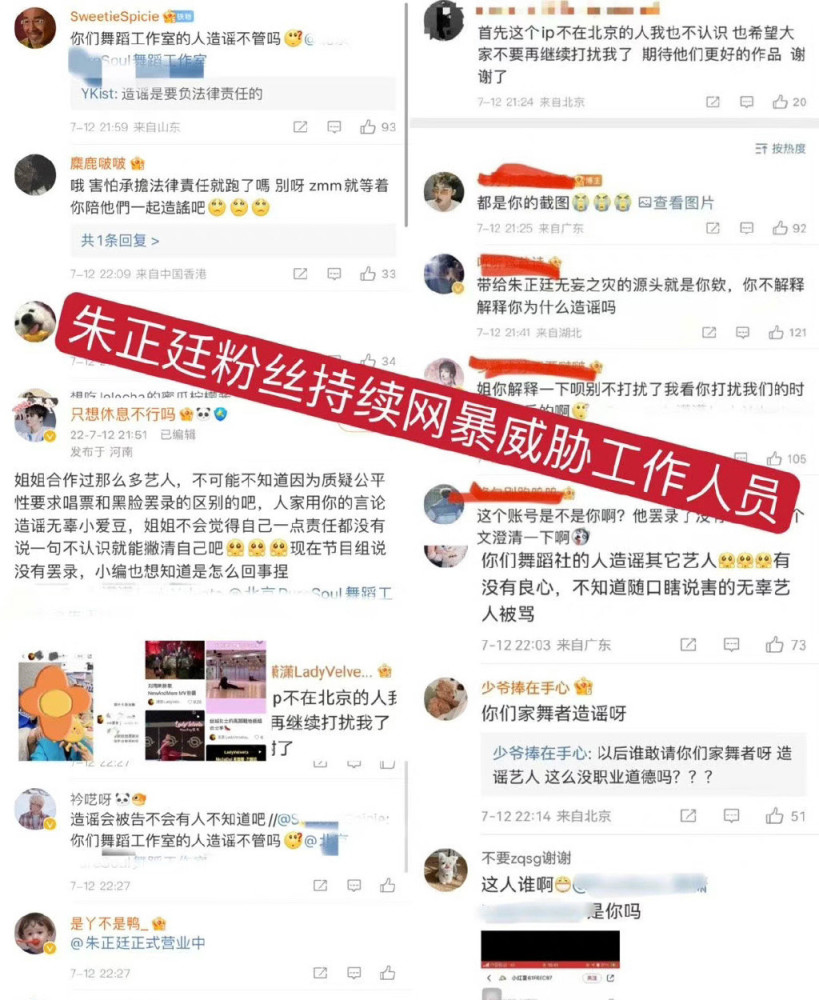 SweetieSpicie
你们舞蹈工作室的人造谣不管吗
YKist: 造谣是要负法律责任的
7-12 21:59 来自山东
93
麋鹿啵啵
哦 害怕承擔法律責任就跑了嗎 别呀 zmm就等着
你陪他們一起造謠吧
共1条回复 >
7-12 22:09 来自中国香港
33
34
只想休息不行吗
22-7-12 21:51 已编辑
发布于 河南
姐姐合作过那么多艺人，不可能不知道因为质疑公平
性要求唱票和黑脸罢录的区别的吧，人家用你的言论
造谣无辜小爱豆，姐姐不会觉得自己一点责任都没有
说一句不认识就能撇清自己吧 现在节目组说
没有罢录，小编也想知道是怎么回事捏
潇LadyVelve...
ip不在北京的人我
再继续打扰我了
7-12 22:27
衿哎呀
造谣会被告不会有人不知道吧//@S
你们舞蹈工作室的人造谣不管吗
7-12 22:27
是丫不是鸭_
@朱正廷正式营业中
7-12 22:27
朱正廷粉丝持续网暴威胁工作人员
首先这个ip不在北京的人我也不认识 也希望大
家不要再继续打扰我了 期待他们更好的作品 谢
谢了
7-12 21:24 来自北京
20
按热度
都是你的截图 查看图片
7-12 21:25 来自广东
92
带给朱正廷无妄之灾的源头就是你欸，你不解释
解释你为什么造谣吗
7-12 21:41 来自湖北
121
姐你解释一下呗别不打扰了我看你打扰我们的时
105
这个账号是不是你啊？他罢录了没有
文澄清一下啊
你们舞蹈社的人造谣其它艺人 有
没有良心，不知道随口瞎说害的无辜艺
人被骂
7-12 22:03 来自广东
73
少爷捧在手心
你们家舞者造谣呀
少爷捧在手心: 以后谁敢请你们家舞者呀 造
谣艺人 这么没职业道德吗？？？
7-12 22:14 来自北京
51
不要zqsg谢谢
这人谁啊
是你吗